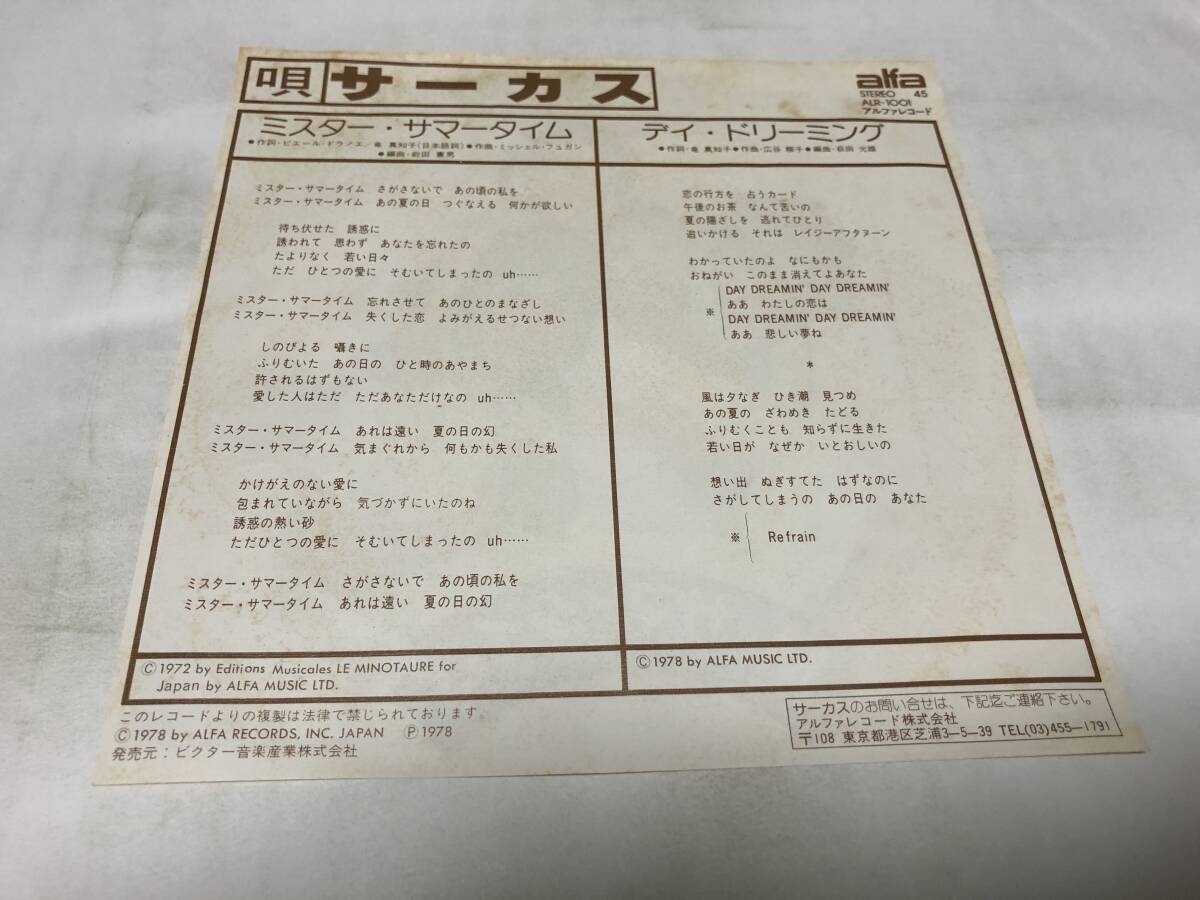 唄 サーカス
alfa
STEREO 45
ALR-1001
アルファレコード
ミスター・サマータイム
●作詞・ピエール・ドラノエ/竜 真知子(日本語詞)●作曲・ミッシェル・フュガン
●編曲・前田 憲男
ミスター・サマータイム さがさないで あの頃の私を
ミスター・サマータイム あの夏の日 つぐなえる 何かが欲しい
待ち伏せた 誘惑に
誘われて 思わず あなたを忘れたの
たよりなく 若い日々
ただ ひとつの愛に そむいてしまったの uh……
ミスター・サマータイム 忘れさせて あのひとのまなざし
ミスター・サマータイム 失くした恋 よみがえるせつない想い
しのびよる 囁きに
ふりむいた あの日の ひと時のあやまち
許されるはずもない
愛した人はただ ただあなただけなの uh……
ミスター・サマータイム あれは遠い 夏の日の幻
ミスター・サマータイム 気まぐれから 何もかも失くした私
かけがえのない愛に
包まれていながら 気づかずにいたのね
誘惑の熱い砂
ただひとつの愛に そむいてしまったの uh……
ミスター・サマータイム さがさないで あの頃の私を
ミスター・サマータイム あれは遠い 夏の日の幻
Ⓒ1972 by Editions Musicales LE MINOTAURE for
Japan by ALFA MUSIC LTD.
デイ・ドリーミング
●作詞・竜 真知子●作曲・広谷 順子●編曲・萩田 光雄
恋の行方を 占うカード
午後のお茶 なんて苦いの
夏の陽ざしを 逃れてひとり
追いかける それは レイジーアフタヌーン
わかっていたのよ なにもかも
おねがい このまま消えてよあなた
DAY DREAMIN' DAY DREAMIN'
ああ わたしの恋は
※
DAY DREAMIN' DAY DREAMIN'
ああ 悲しい夢ね
*
風は夕なぎ ひき潮 見つめ
あの夏の ざわめき たどる
ふりむくことも 知らずに生きた
若い日が なぜか いとおしいの
想い出 ぬぎすてた はずなのに
さがしてしまうの あの日の あなた
※ Refrain
Ⓒ1978 by ALFA MUSIC LTD.
このレコードよりの複製は法律で禁じられております。
Ⓒ1978 by ALFA RECORDS, INC. JAPAN Ⓟ1978
発売元:ビクター音楽産業株式会社
サーカスのお問い合せは、下記迄ご連絡下さい。
アルファレコード株式会社
〒108 東京都港区芝浦3-5-39 TEL(03)455-1791